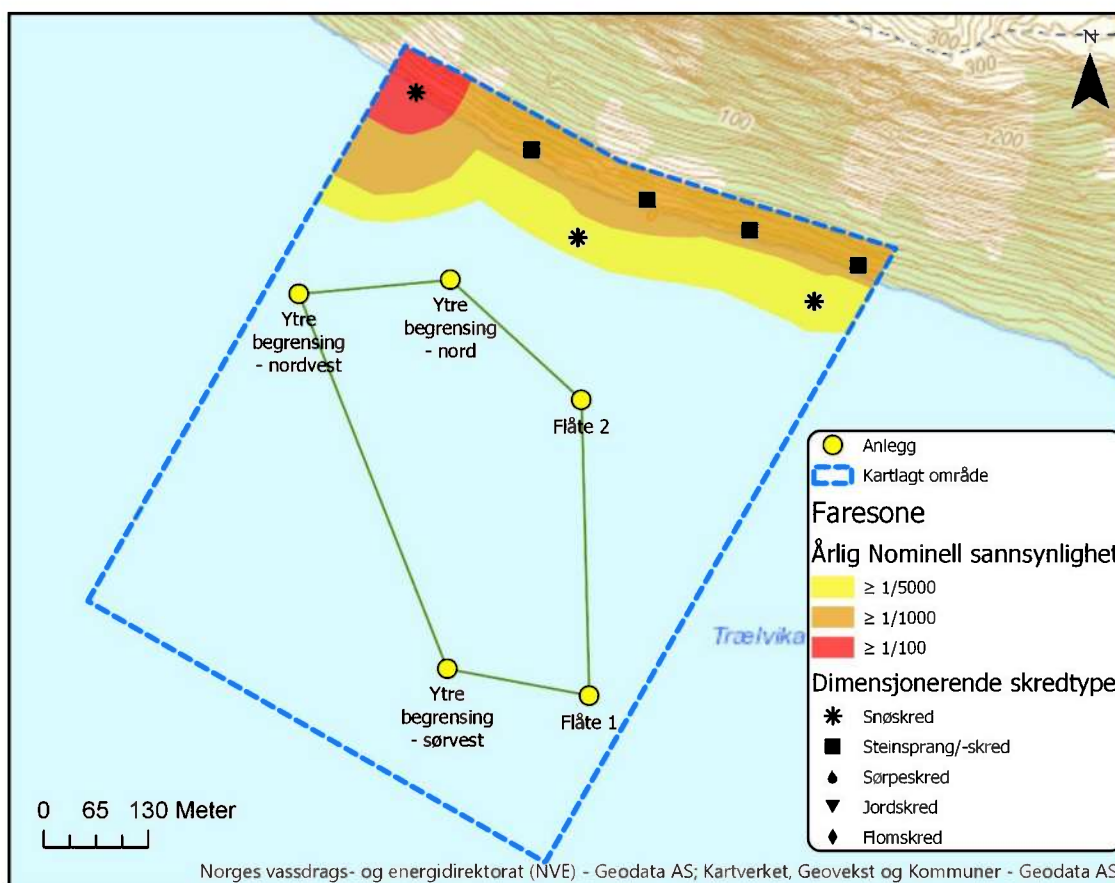 300
300
N
100
200
0
Ytre
begrensing
- nordvest
Ytre
begrensing
- nord
Flåte 2
Trælvika
Ytre
begrensing
- sørvest
Flåte 1
Anlegg
Kartlagt område
Faresone
Årlig Nominell sannsynlighet
≥ 1/5000
≥ 1/1000
≥ 1/100
Dimensjonerende skredtype
Snøskred
Steinsprang/-skred
Sørpeskred
Jordskred
Flomskred
0 65 130 Meter
Norges vassdrags- og energidirektorat (NVE) - Geodata AS; Kartverket, Geovekst og Kommuner - Geodata AS